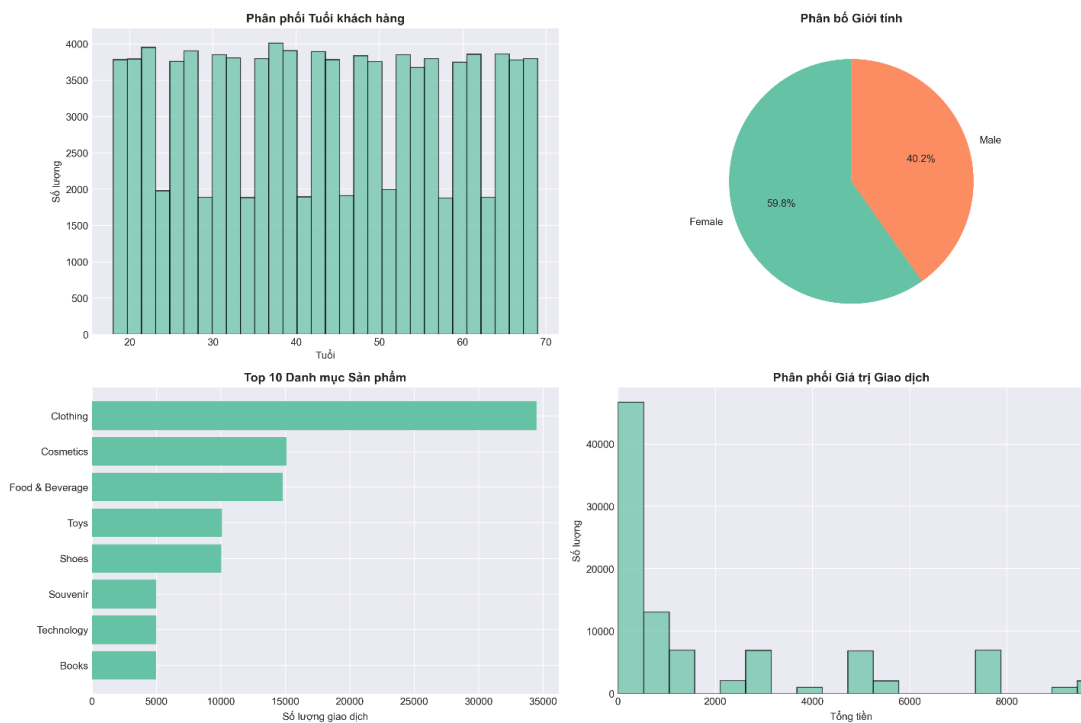 Phân phối Tuổi khách hàng
4000
3500
3000
2500
2000
1500
1000
500
0
Số lượng
20 30 40 50 60 70
Tuổi
Phân bố Giới tính
Male
40.2%
59.8%
Female
Top 10 Danh mục Sản phẩm
Clothing
Cosmetics
Food & Beverage
Toys
Shoes
Souvenir
Technology
Books
0 5000 10000 15000 20000 25000 30000 35000
Số lượng giao dịch
Phân phối Giá trị Giao dịch
40000
30000
20000
10000
0
Số lượng
0 2000 4000 6000 8000
Tổng tiền